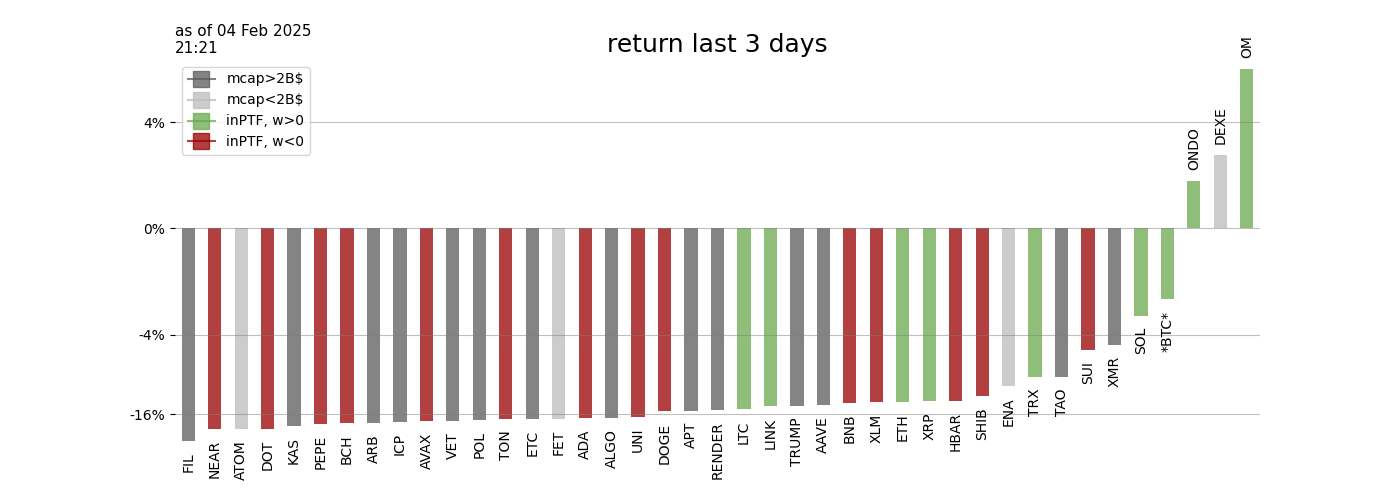 as of 04 Feb 2025
21:21
return last 3 days
mcap>2B$
mcap<2B$
inPTF, w>0
inPTF, w<0
4%
0%
-4%
-16%
FIL
NEAR
ATOM
DOT
KAS
PEPE
BCH
ARB
ICP
AVAX
VET
POL
TON
ETC
FET
ADA
ALGO
UNI
DOGE
APT
RENDER
LTC
LINK
TRUMP
AAVE
BNB
XLM
ETH
XRP
HBAR
SHIB
ENA
TRX
TAO
SUI
XMR
SOL
*BTC*
ONDO
DEXE
OM